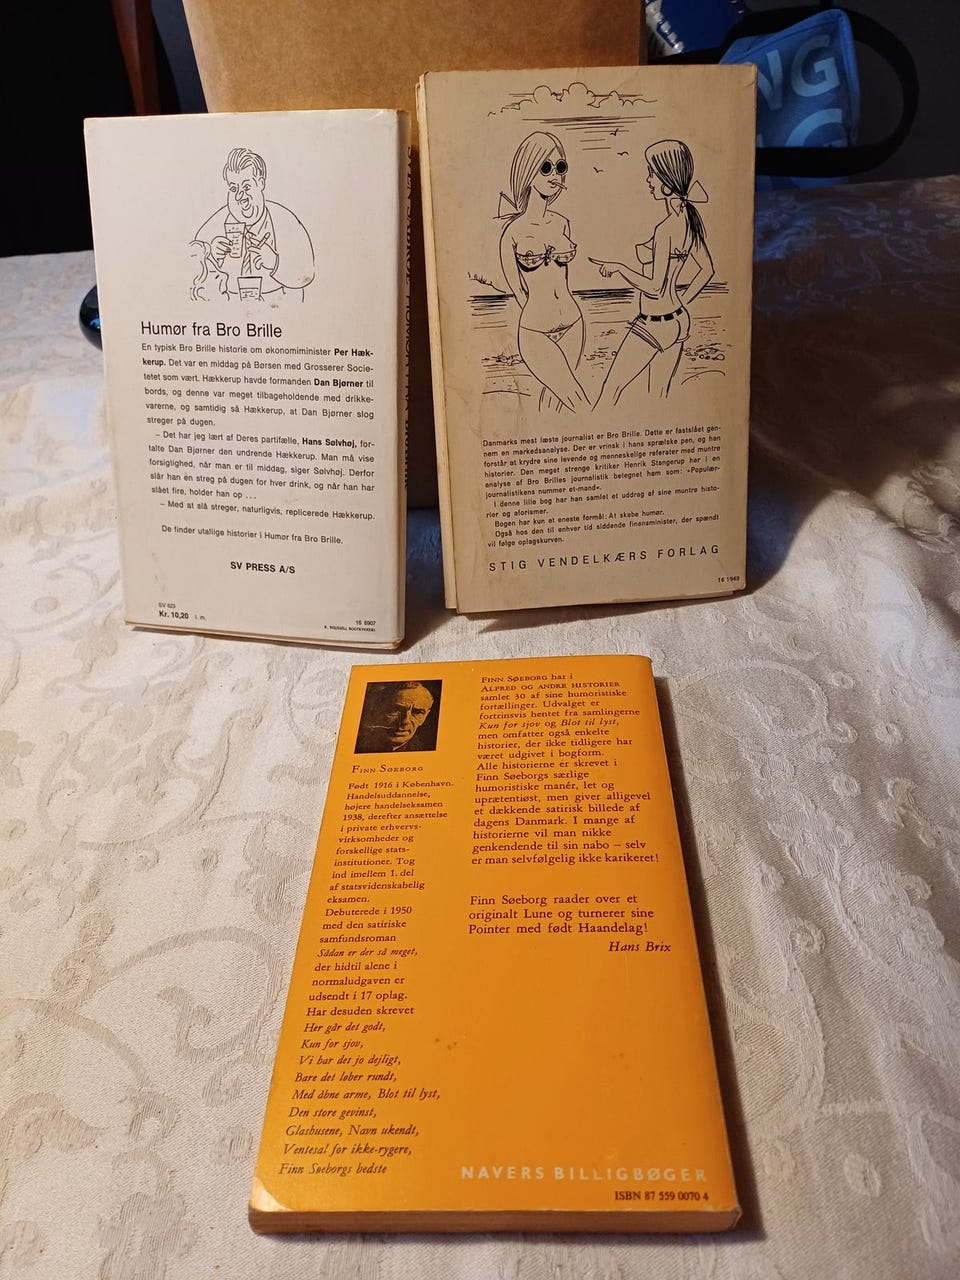 Humør fra Bro Brille
En typisk Bro Brille historie om økonomiminister Per Hæk-
kerup. Det var en middag på Børsen med Grosserer Socie-
tetet som vært. Hækkerup havde formanden Dan Bjørner til
bords, og denne var meget tilbageholdende med drikke-
varerne, og samtidig så Hækkerup, at Dan Bjørner slog
streger på dugen.
– Det har jeg lært af Deres partifælle, Hans Sølvhøj, for-
talte Dan Bjørner den undrende Hækkerup. Man må vise
forsigtighed, når man er til middag, siger Sølvhøj. Derfor
slår han en streg på dugen for hver drink, og når han har
slået fire, holder han op ...
– Med at slå streger, naturligvis, replicerede Hækkerup.
De finder utallige historier i Humor fra Bro Brille.
SV PRESS A/S
SV 623
Kr. 10,20 i. m.
16 6907
Danmarks mest læste journalist er Bro Brille. Dette er fastslået gen-
nem en markedsanalyse. Der er vrinsk i hans sprælske pen, og han
forstår at krydre sine levende og menneskelige referater med muntre
historier. Den meget strenge kritiker Henrik Stangerup har i en
analyse af Bro Brilles journalistik betegnet ham som: »Populær-
journalistikens nummer et-mand«.
I denne lille bog har han samlet et uddrag af sine muntre histo-
rier og aforismer.
Bogen har kun et eneste formål: At skabe humør.
Også hos den til enhver tid siddende finansminister, der spændt
vil følge oplagskurven.
STIG VENDELKÆRS FORLAG
16 1949
FINN SØEBORG
Født 1916 i København.
Handelsuddannelse,
højere handelseksamen
1938, derefter ansættelse
i private erhvervs-
virksomheder og
forskellige stats-
institutioner. Tog
ind imellem 1. del
af statsvidenskabelig
eksamen.
Debuterede i 1950
med den satiriske
samfundsroman
Sådan er der så meget,
der hidtil alene i
normaludgaven er
udsendt i 17 oplag.
Har desuden skrevet
Her går det godt,
Kun for sjov,
Vi har det jo dejligt,
Bare det løber rundt,
Med åbne arme, Blot til lyst,
Den store gevinst,
Glashusene, Navn ukendt,
Ventesal for ikke-rygere,
Finn Søeborgs bedste
FINN SØEBORG har i
ALFRED OG ANDRE HISTORIER
samlet 30 af sine humoristiske
fortællinger. Udvalget er
fortrinsvis hentet fra samlingerne
Kun for sjov og Blot til lyst,
men omfatter også enkelte
historier, der ikke tidligere har
været udgivet i bogform.
Alle historierne er skrevet i
Finn Søeborgs særlige
humoristiske manér, let og
uprætentiøst, men giver alligevel
et dækkende satirisk billede af
dagens Danmark. I mange af
historierne vil man nikke
genkendende til sin nabo – selv
er man selvfølgelig ikke karikeret!
Finn Søeborg raader over et
originalt Lune og turnerer sine
Pointer med født Haandelag!
Hans Brix
NAVERS BILLIGBØGER
ISBN 87 559 0070 4